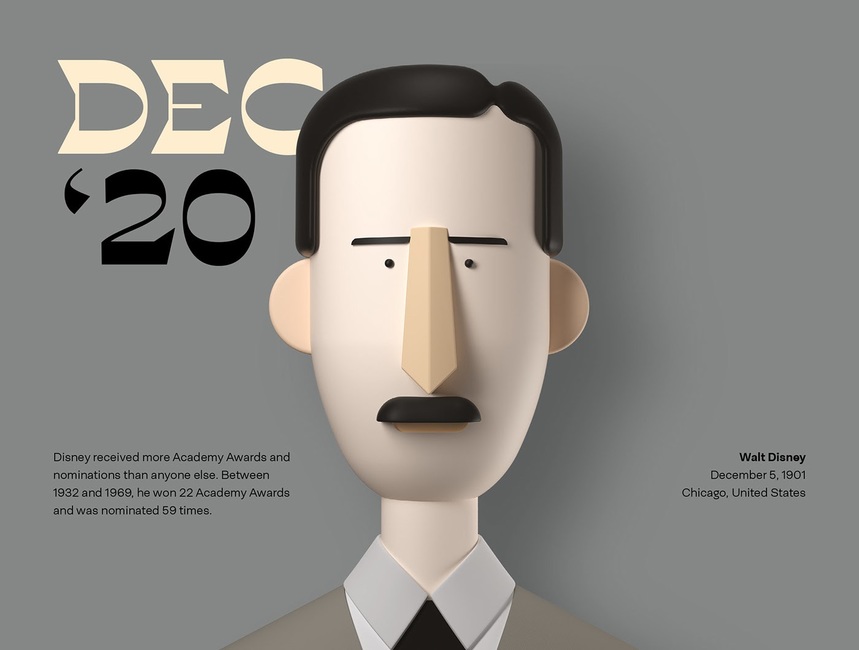 DEC
‘20
Disney received more Academy Awards and
nominations than anyone else. Between
1932 and 1969, he won 22 Academy Awards
and was nominated 59 times.
Walt Disney
December 5, 1901
Chicago, United States